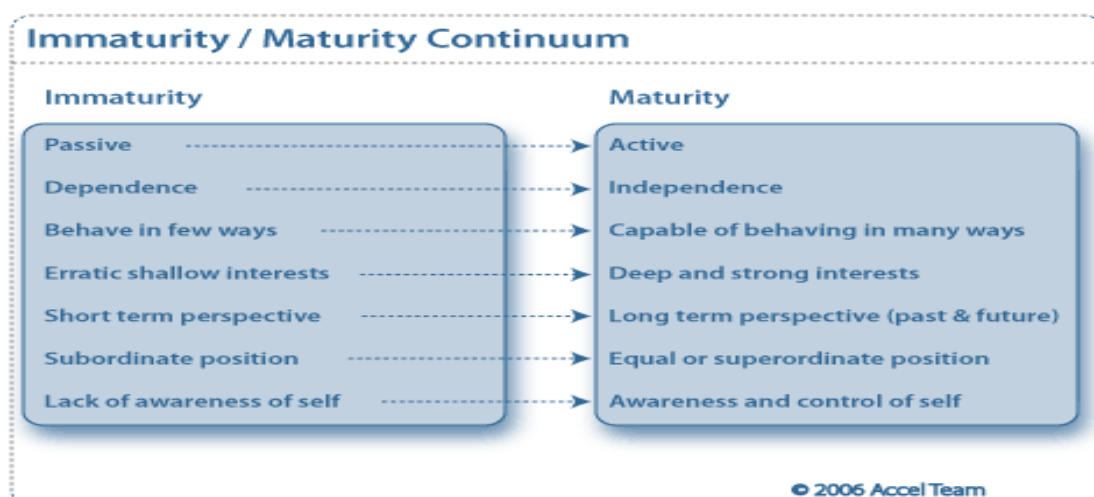 Immaturity / Maturity Continuum
Immaturity Maturity
Passive Active
Dependence Independence
Behave in few ways Capable of behaving in many ways
Erratic shallow interests Deep and strong interests
Short term perspective Long term perspective (past & future)
Subordinate position Equal or superordinate position
Lack of awareness of self Awareness and control of self
© 2006 Accel Team